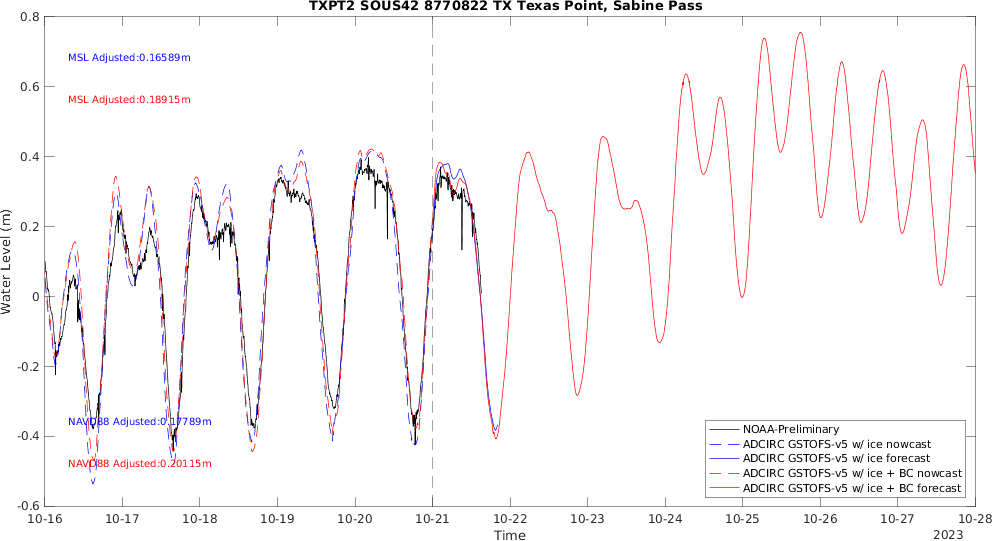 TXPT2 SOUS42 8770822 TX Texas Point, Sabine Pass
0.8
0.6
0.4
0.2
0
-0.2
-0.4
-0.6
Water Level (m)
MSL Adjusted:0.16589m
MSL Adjusted:0.18915m
NAVD88 Adjusted:0.17789m
NAVD88 Adjusted:0.20115m
NOAA-Preliminary
ADCIRC GSTOFS-v5 w/ ice nowcast
ADCIRC GSTOFS-v5 w/ ice forecast
ADCIRC GSTOFS-v5 w/ ice + BC nowcast
ADCIRC GSTOFS-v5 w/ ice + BC forecast
10-16 10-17 10-18 10-19 10-20 10-21 10-22 10-23 10-24 10-25 10-26 10-27 10-28
Time
2023